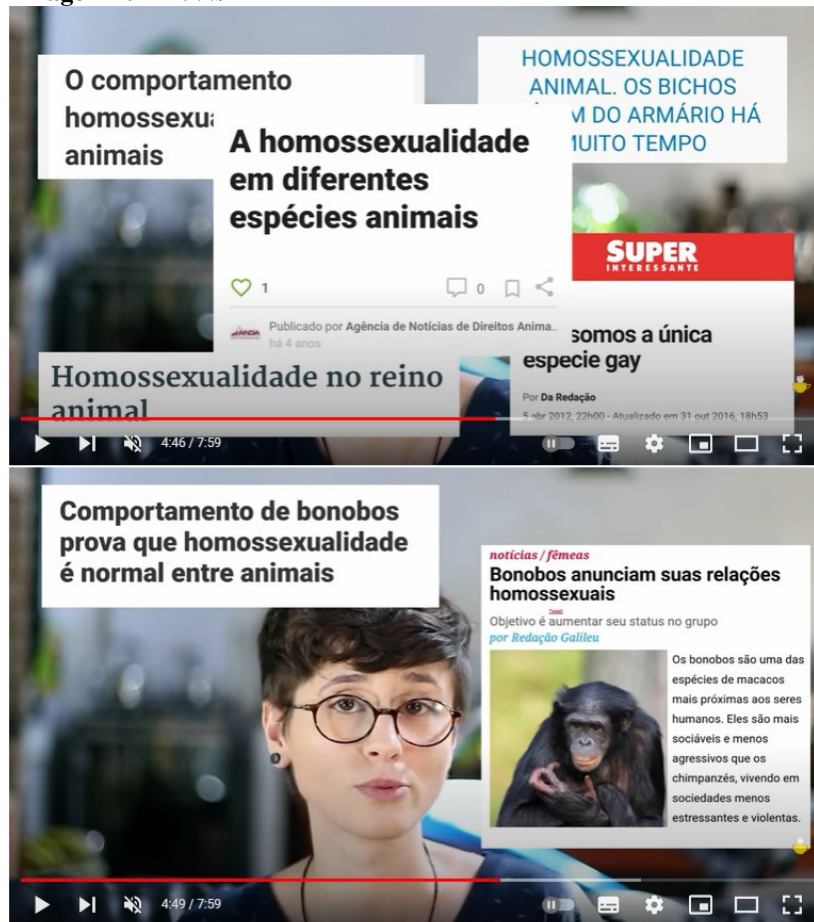 O comportamento
animais
HOMOSSEXUALIDADE
ANIMAL. OS BICHOS
DO ARMÁRIO HÁ
TEMPO
A homossexualidade
em diferentes
espécies animais
1
0
Publicado por Agência de Notícias de Direitos Anima..
há 4 anos
SUPER
INTERESSANTE
somos a única
especie gay
Por Da Redação
5 abr 2012, 22h00 - Atualizado em 31 out 2016, 18h53
Homossexualidade no reino
animal
4:46 / 7:59
Comportamento de bonobos
prova que homossexualidade
é normal entre animais
notícias / fêmeas
Bonobos anunciam suas relações
homossexuais
Objetivo é aumentar seu status no grupo
por Redação Galileu
Os bonobos são uma das
espécies de macacos
mais próximas aos seres
humanos. Eles são mais
sociáveis e menos
agressivos que os
chimpanzés, vivendo em
sociedades menos
estressantes e violentas.
4:49 / 7:59